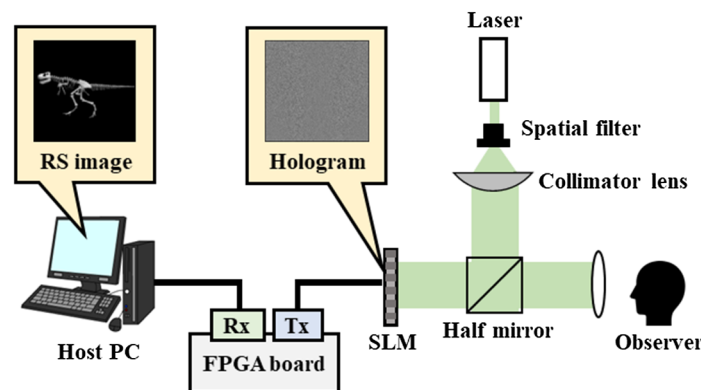 Laser
Spatial filter
RS image
Hologram
Collimator lens
Rx
Tx
SLM
Half mirror
Observer
Host PC
FPGA board